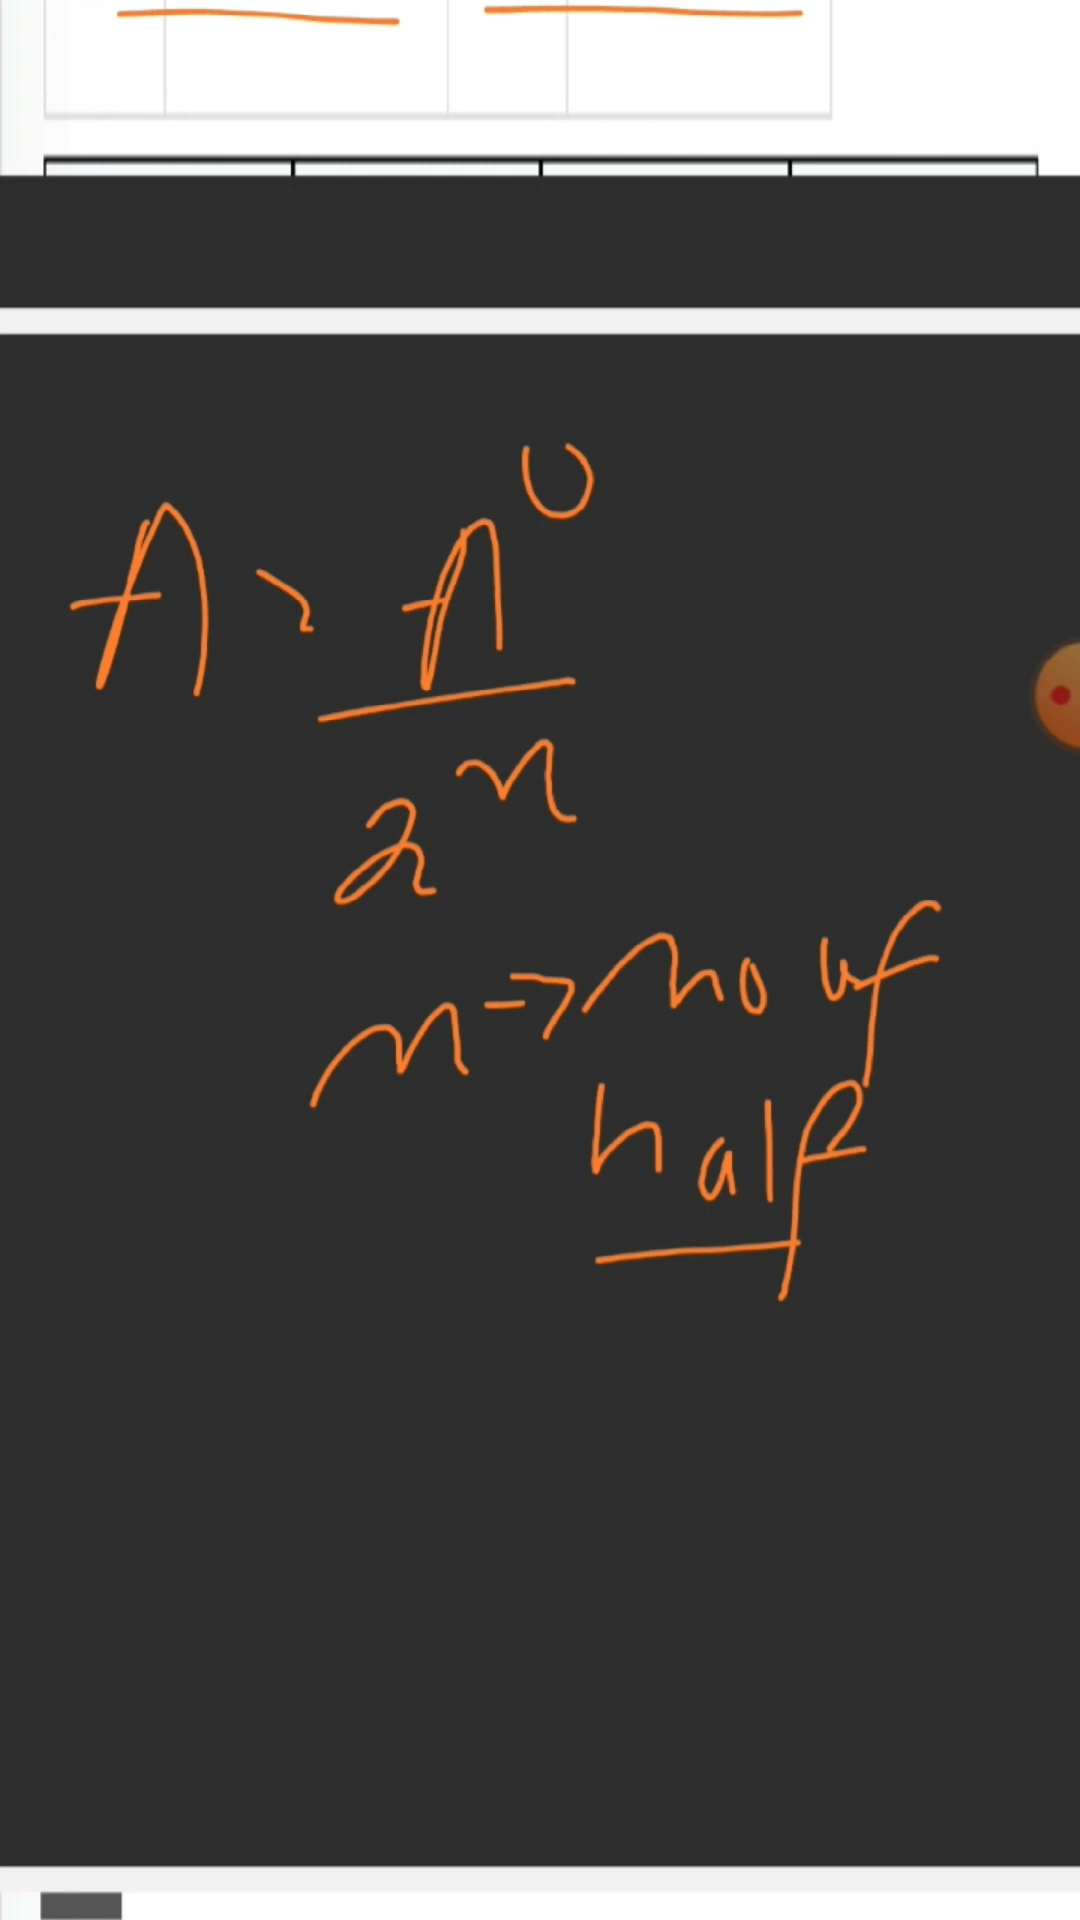 A = A⁰
2ⁿ
n → no of
half